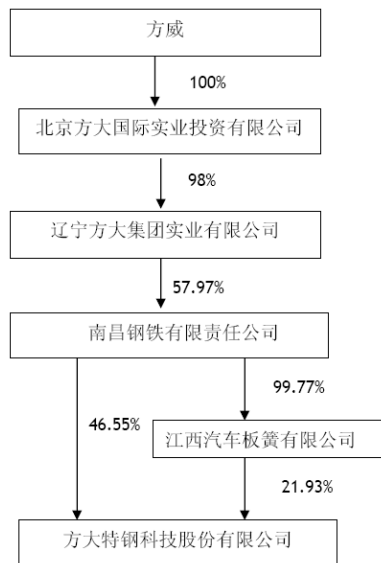 方威
100%
北京方大国际实业投资有限公司
98%
辽宁方大集团实业有限公司
57.97%
南昌钢铁有限责任公司
99.77%
46.55%
江西汽车板簧有限公司
21.93%
方大特钢科技股份有限公司